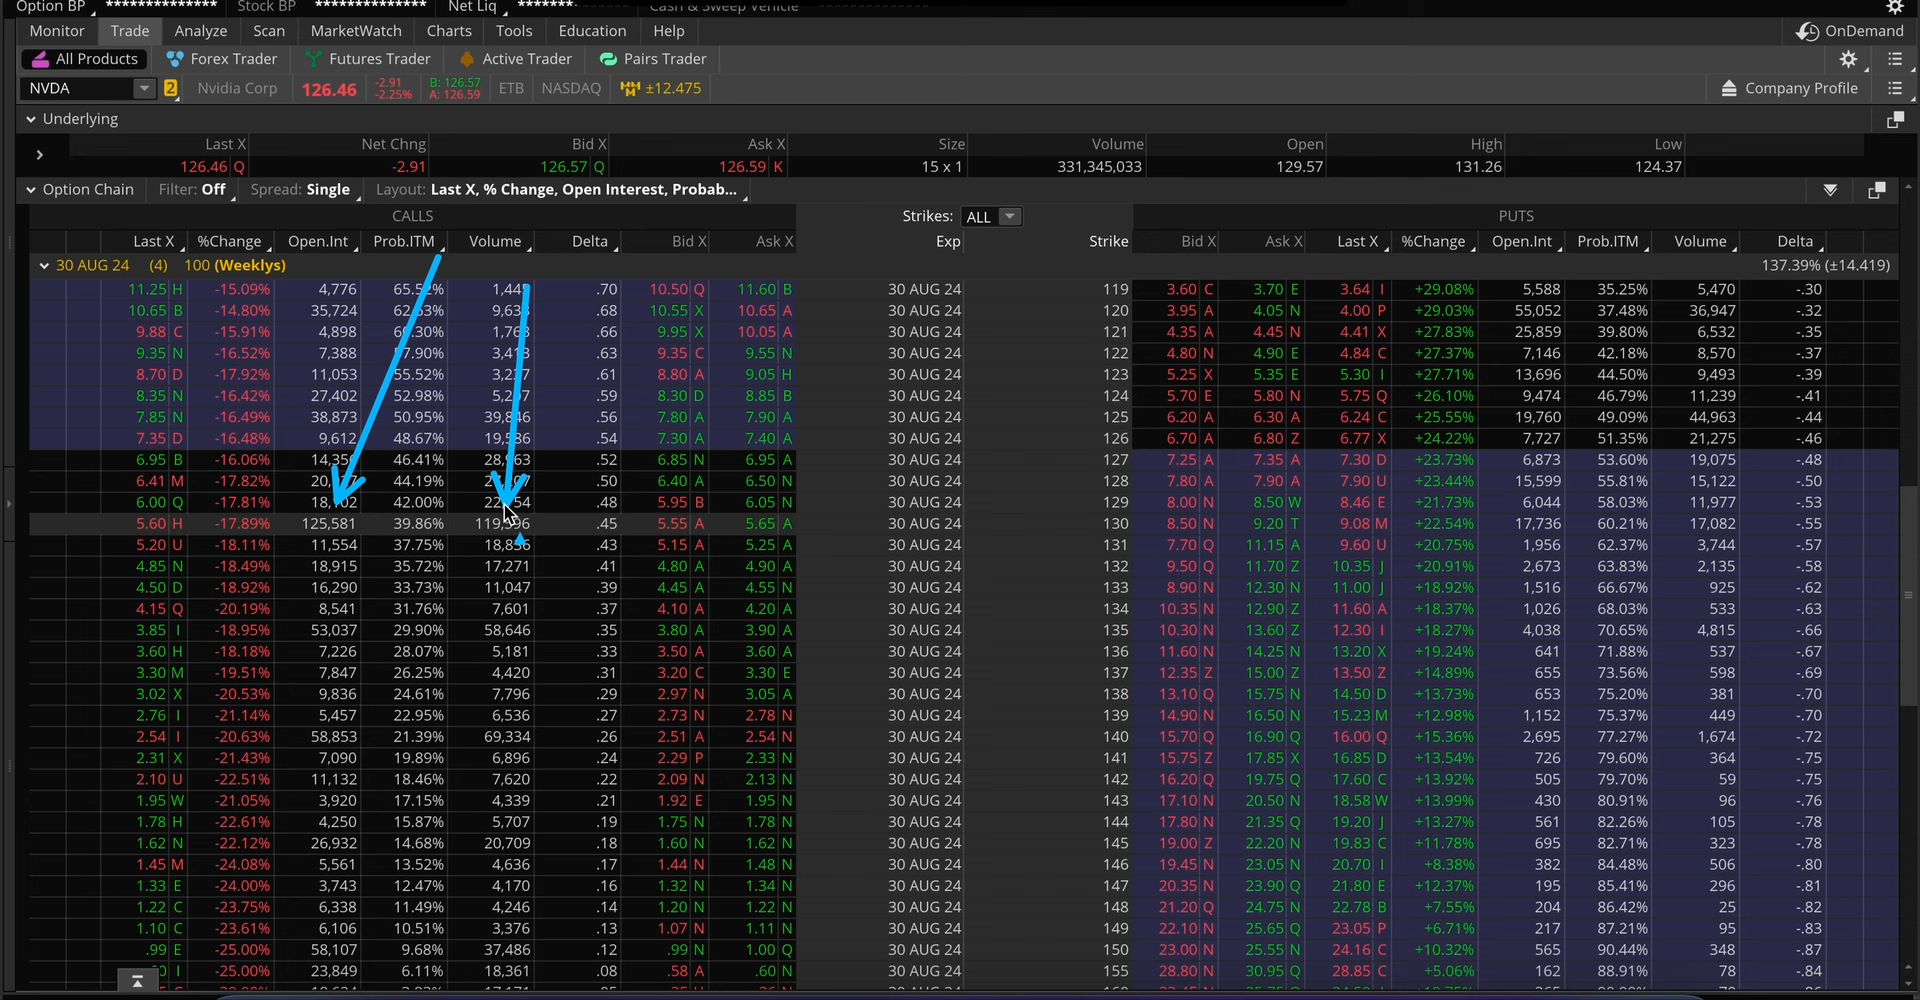 Option BP ************** Stock BP ************** Net Liq *******
Monitor Trade Analyze Scan MarketWatch Charts Tools Education Help OnDemand
All Products Forex Trader Futures Trader Active Trader Pairs Trader
NVDA 2 Nvidia Corp 126.46 -2.91 -2.25% B: 126.57 A: 126.59 ETB NASDAQ ±12.475 Company Profile
Underlying
Last X Net Chng Bid X Ask X Size Volume Open High Low
126.46 Q -2.91 126.57 Q 126.59 K 15 x 1 331,345,033 129.57 131.26 124.37
Option Chain Filter: Off Spread: Single Layout: Last X, % Change, Open Interest, Probab...
CALLS Strikes: ALL PUTS
Last X %Change Open.Int Prob.ITM Volume Delta Bid X Ask X Exp Strike Bid X Ask X Last X %Change Open.Int Prob.ITM Volume Delta
30 AUG 24 (4) 100 (Weeklys) 137.39% (±14.419)
11.25 H -15.09% 4,776 .70 10.50 Q 11.60 B 30 AUG 24 119 3.60 C 3.70 E 3.64 I +29.08% 5,588 35.25% 5,470 -.30
10.65 B -14.80% 35,724 .68 10.55 X 10.65 A 30 AUG 24 120 3.95 A 4.05 N 4.00 P +29.03% 55,052 37.48% 36,947 -.32
9.88 C -15.91% 4,898 .66 9.95 X 10.05 A 30 AUG 24 121 4.35 A 4.45 N 4.41 X +27.83% 25,859 39.80% 6,532 -.35
9.35 N -16.52% 7,388 .63 9.35 C 9.55 N 30 AUG 24 122 4.80 N 4.90 E 4.84 C +27.37% 7,146 42.18% 8,570 -.37
8.70 D -17.92% 11,053 55.52% .61 8.80 A 9.05 H 30 AUG 24 123 5.25 X 5.35 E 5.30 I +27.71% 13,696 44.50% 9,493 -.39
8.35 N -16.42% 27,402 52.98% .59 8.30 D 8.85 B 30 AUG 24 124 5.70 E 5.80 N 5.75 Q +26.10% 9,474 46.79% 11,239 -.41
7.85 N -16.49% 38,873 50.95% .56 7.80 A 7.90 A 30 AUG 24 125 6.20 A 6.30 A 6.24 C +25.55% 19,760 49.09% 44,963 -.44
7.35 D -16.48% 9,612 48.67% .54 7.30 A 7.40 A 30 AUG 24 126 6.70 A 6.80 Z 6.77 X +24.22% 7,727 51.35% 21,275 -.46
6.95 B -16.06% 46.41% .52 6.85 N 6.95 A 30 AUG 24 127 7.25 A 7.35 A 7.30 D +23.73% 6,873 53.60% 19,075 -.48
6.41 M -17.82% 44.19% .50 6.40 A 6.50 N 30 AUG 24 128 7.80 A 7.90 A 7.90 U +23.44% 15,599 55.81% 15,122 -.50
6.00 Q -17.81% 42.00% .48 5.95 B 6.05 N 30 AUG 24 129 8.00 N 8.50 W 8.46 E +21.73% 6,044 58.03% 11,977 -.53
5.60 H -17.89% 125,581 39.86% .45 5.55 A 5.65 A 30 AUG 24 130 8.50 N 9.20 T 9.08 M +22.54% 17,736 60.21% 17,082 -.55
5.20 U -18.11% 11,554 37.75% .43 5.15 A 5.25 A 30 AUG 24 131 7.70 Q 11.15 A 9.60 U +20.75% 1,956 62.37% 3,744 -.57
4.85 N -18.49% 18,915 35.72% 17,271 .41 4.80 A 4.90 A 30 AUG 24 132 9.50 Q 11.70 Z 10.35 J +20.91% 2,673 63.83% 2,135 -.58
4.50 D -18.92% 16,290 33.73% 11,047 .39 4.45 A 4.55 N 30 AUG 24 133 8.90 N 12.30 N 11.00 J +18.92% 1,516 66.67% 925 -.62
4.15 Q -20.19% 8,541 31.76% 7,601 .37 4.10 A 4.20 A 30 AUG 24 134 10.35 N 12.90 Z 11.60 A +18.37% 1,026 68.03% 533 -.63
3.85 I -18.95% 53,037 29.90% 58,646 .35 3.80 A 3.90 A 30 AUG 24 135 10.30 N 13.60 Z 12.30 I +18.27% 4,038 70.65% 4,815 -.66
3.60 H -18.18% 7,226 28.07% 5,181 .33 3.50 A 3.60 A 30 AUG 24 136 11.60 N 14.25 N 13.20 X +19.24% 641 71.88% 537 -.67
3.30 M -19.51% 7,847 26.25% 4,420 .31 3.20 C 3.30 E 30 AUG 24 137 12.35 Z 15.00 Z 13.50 Z +14.89% 655 73.56% 598 -.69
3.02 X -20.53% 9,836 24.61% 7,796 .29 2.97 N 3.05 A 30 AUG 24 138 13.10 Q 15.75 N 14.50 D +13.73% 653 75.20% 381 -.70
2.76 I -21.14% 5,457 22.95% 6,536 .27 2.73 N 2.78 N 30 AUG 24 139 14.90 N 16.50 N 15.23 M +12.98% 1,152 75.37% 449 -.70
2.54 I -20.63% 58,853 21.39% 69,334 .26 2.51 A 2.54 N 30 AUG 24 140 15.70 Q 16.90 Q 16.00 Q +15.36% 2,695 77.27% 1,674 -.72
2.31 X -21.43% 7,090 19.89% 6,896 .24 2.29 P 2.33 N 30 AUG 24 141 15.75 Z 17.85 X 16.85 D +13.54% 726 79.60% 364 -.75
2.10 U -22.51% 11,132 18.46% 7,620 .22 2.09 N 2.13 N 30 AUG 24 142 16.20 Q 19.75 Q 17.60 C +13.92% 505 79.70% 59 -.75
1.95 W -21.05% 3,920 17.15% 4,339 .21 1.92 E 1.95 N 30 AUG 24 143 17.10 N 20.50 N 18.58 W +13.99% 430 80.91% 96 -.76
1.78 H -22.61% 4,250 15.87% 5,707 .19 1.75 N 1.78 N 30 AUG 24 144 17.80 N 21.35 Q 19.20 J +13.27% 561 82.26% 105 -.78
1.62 N -22.12% 26,932 14.68% 20,709 .18 1.60 N 1.62 N 30 AUG 24 145 19.00 Z 22.20 N 19.83 C +11.78% 695 82.71% 323 -.78
1.45 M -24.08% 5,561 13.52% 4,636 .17 1.44 N 1.48 N 30 AUG 24 146 19.45 N 23.05 N 20.70 I +8.38% 382 84.48% 506 -.80
1.33 E -24.00% 3,743 12.47% 4,170 .16 1.32 N 1.34 N 30 AUG 24 147 20.35 N 23.90 Q 21.80 E +12.37% 195 85.41% 296 -.81
1.22 C -23.75% 6,338 11.49% 4,246 .14 1.20 N 1.22 N 30 AUG 24 148 21.20 Q 24.75 N 22.78 B +7.55% 204 86.42% 25 -.82
1.10 C -23.61% 6,106 10.51% 3,376 .13 1.07 N 1.11 N 30 AUG 24 149 22.10 N 25.65 Q 23.05 P +6.71% 217 87.21% 95 -.83
.99 E -25.00% 58,107 9.68% 37,486 .12 .99 N 1.00 Q 30 AUG 24 150 23.00 N 25.55 N 24.16 C +10.32% 565 90.44% 348 -.87
I -25.00% 23,849 6.11% 18,361 .08 .58 A .60 N 30 AUG 24 155 28.80 N 30.95 Q 28.85 C +5.06% 162 88.91% 78 -.84